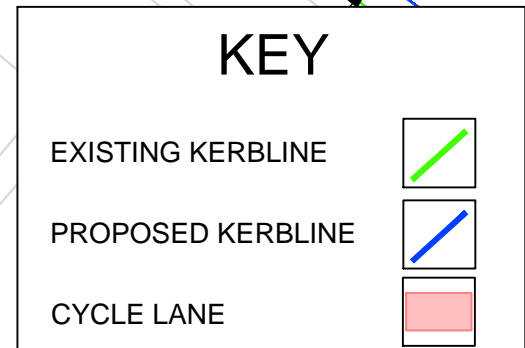 KEY
EXISTING KERBLINE
PROPOSED KERBLINE
CYCLE LANE